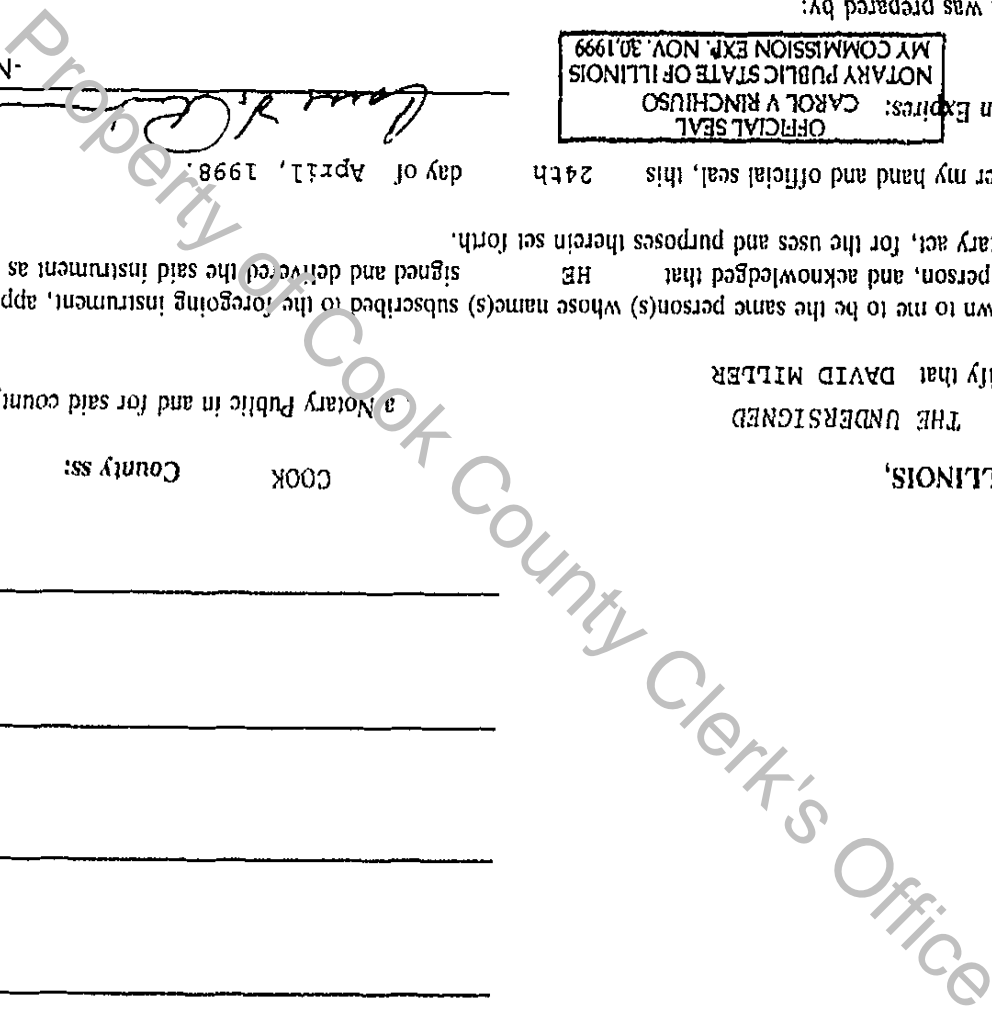 LLINOIS, COOK County ss:
THE UNDERSIGNED , a Notary Public in and for said county
ify that DAVID MILLER
wn to me to be the same person(s) whose name(s) subscribed to the foregoing instrument, app
person, and acknowledged that HE signed and delivered the said instrument as
tary act, for the uses and purposes therein set forth.
er my hand and official seal, this 24th day of April, 1998.
n Expires:
OFFICIAL SEAL
CAROL A RINCHIUSO
NOTARY PUBLIC STATE OF ILLINOIS
MY COMMISSION EXP. NOV. 30,1999
-N
was prepared by:
Property of Cook County Clerk's Office